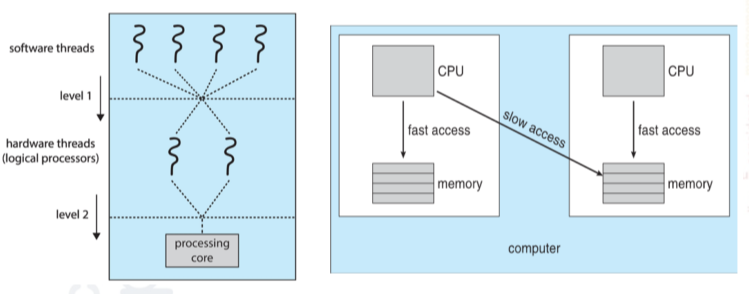 software threads
level 1
hardware threads
(logical processors)
level 2
processing
core
CPU
fast access
memory
slow access
CPU
fast access
memory
computer